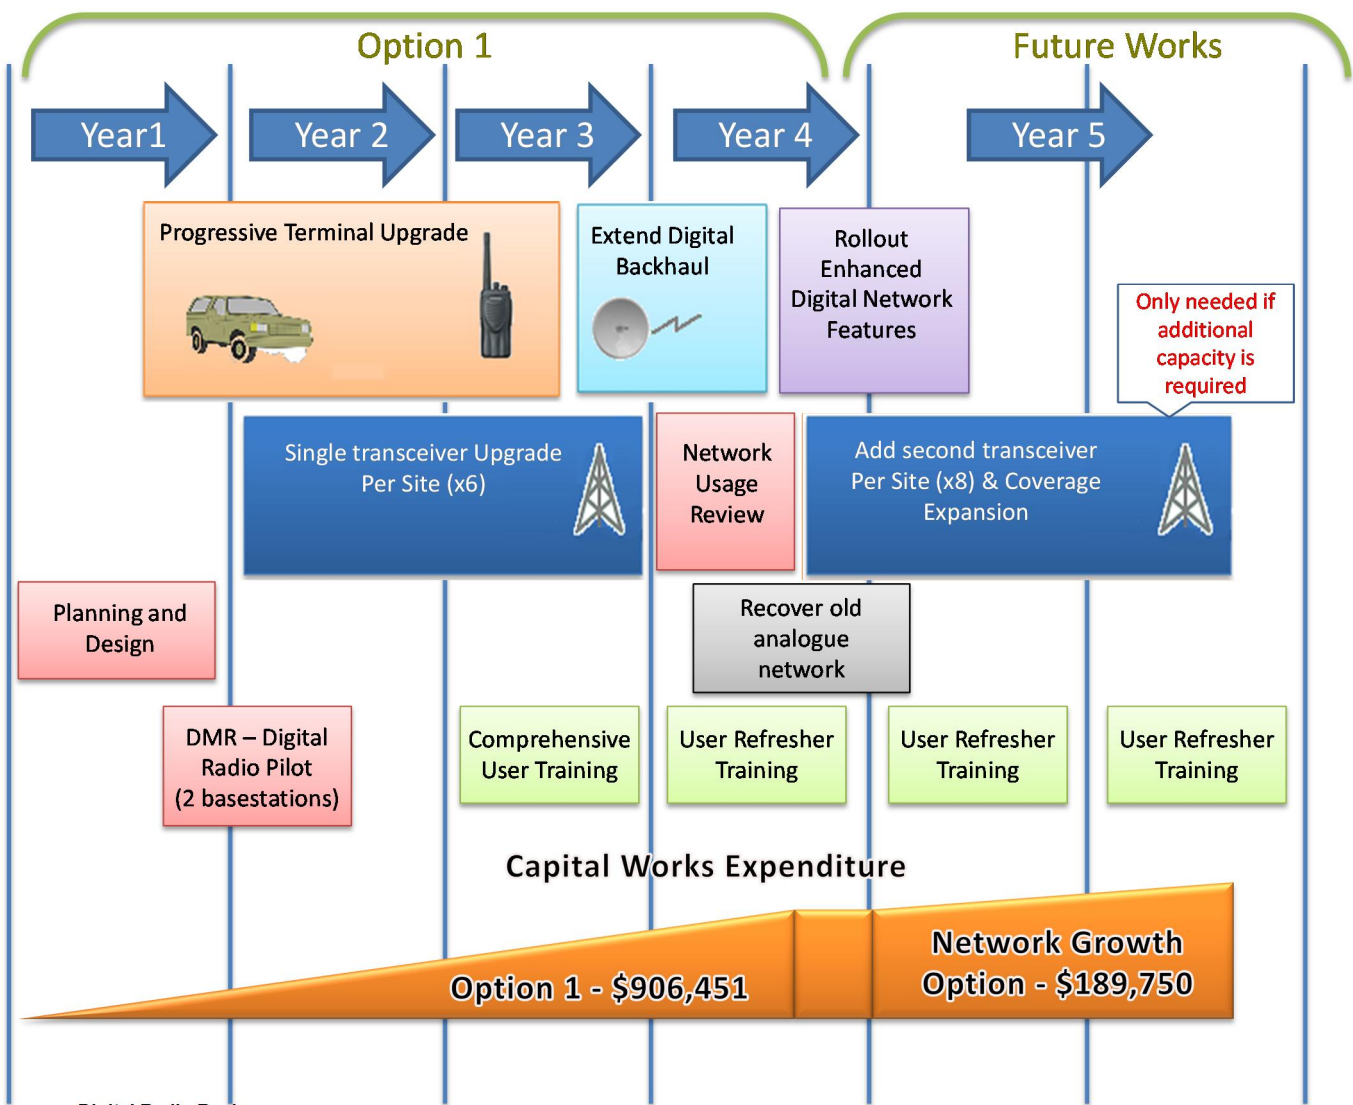 Option 1
Future Works
Year1
Year 2
Year 3
Year 4
Year 5
Progressive Terminal Upgrade
Extend Digital
Backhaul
Rollout
Enhanced
Digital Network
Features
Only needed if
additional
capacity is
required
Single transceiver Upgrade
Per Site (x6)
Network
Usage
Review
Add second transceiver
Per Site (x8) & Coverage
Expansion
Planning and
Design
Recover old
analogue
network
DMR – Digital
Radio Pilot
(2 basestations)
Comprehensive
User Training
User Refresher
Training
User Refresher
Training
User Refresher
Training
Capital Works Expenditure
Option 1 - $906,451
Network Growth
Option - $189,750